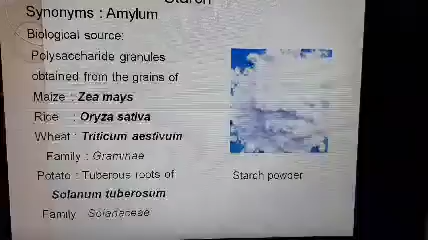 Starch
Synonyms : Amylum
Biological source:
Polysaccharide granules
obtained from the grains of
Maize : Zea mays
Rice : Oryza sativa
Wheat : Triticum aestivum
Family : Graminae
Potato : Tuberous roots of
Solanum tuberosum
Family : Solanaceae
Starch powder